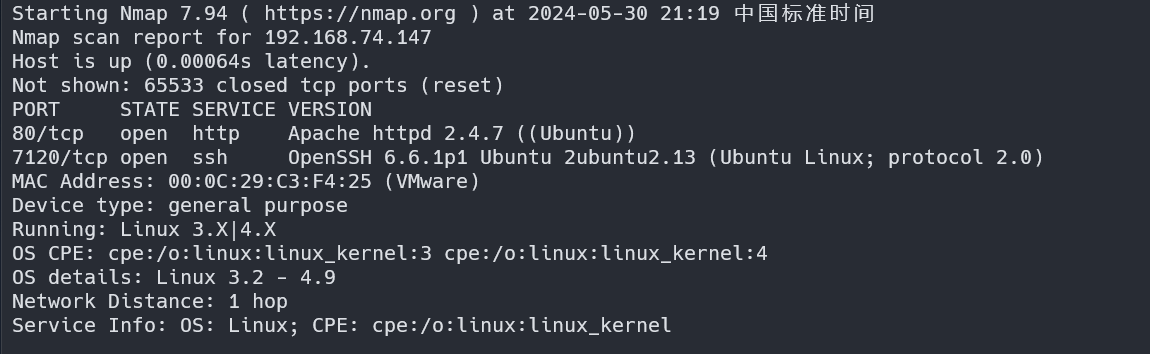 Starting Nmap 7.94 ( https://nmap.org ) at 2024-05-30 21:19 中国标准时间
Nmap scan report for 192.168.74.147
Host is up (0.00064s latency).
Not shown: 65533 closed tcp ports (reset)
PORT     STATE SERVICE VERSION
80/tcp   open  http    Apache httpd 2.4.7 ((Ubuntu))
7120/tcp open  ssh     OpenSSH 6.6.1p1 Ubuntu 2ubuntu2.13 (Ubuntu Linux; protocol 2.0)
MAC Address: 00:0C:29:C3:F4:25 (VMware)
Device type: general purpose
Running: Linux 3.X|4.X
OS CPE: cpe:/o:linux:linux_kernel:3 cpe:/o:linux:linux_kernel:4
OS details: Linux 3.2 - 4.9
Network Distance: 1 hop
Service Info: OS: Linux; CPE: cpe:/o:linux:linux_kernel